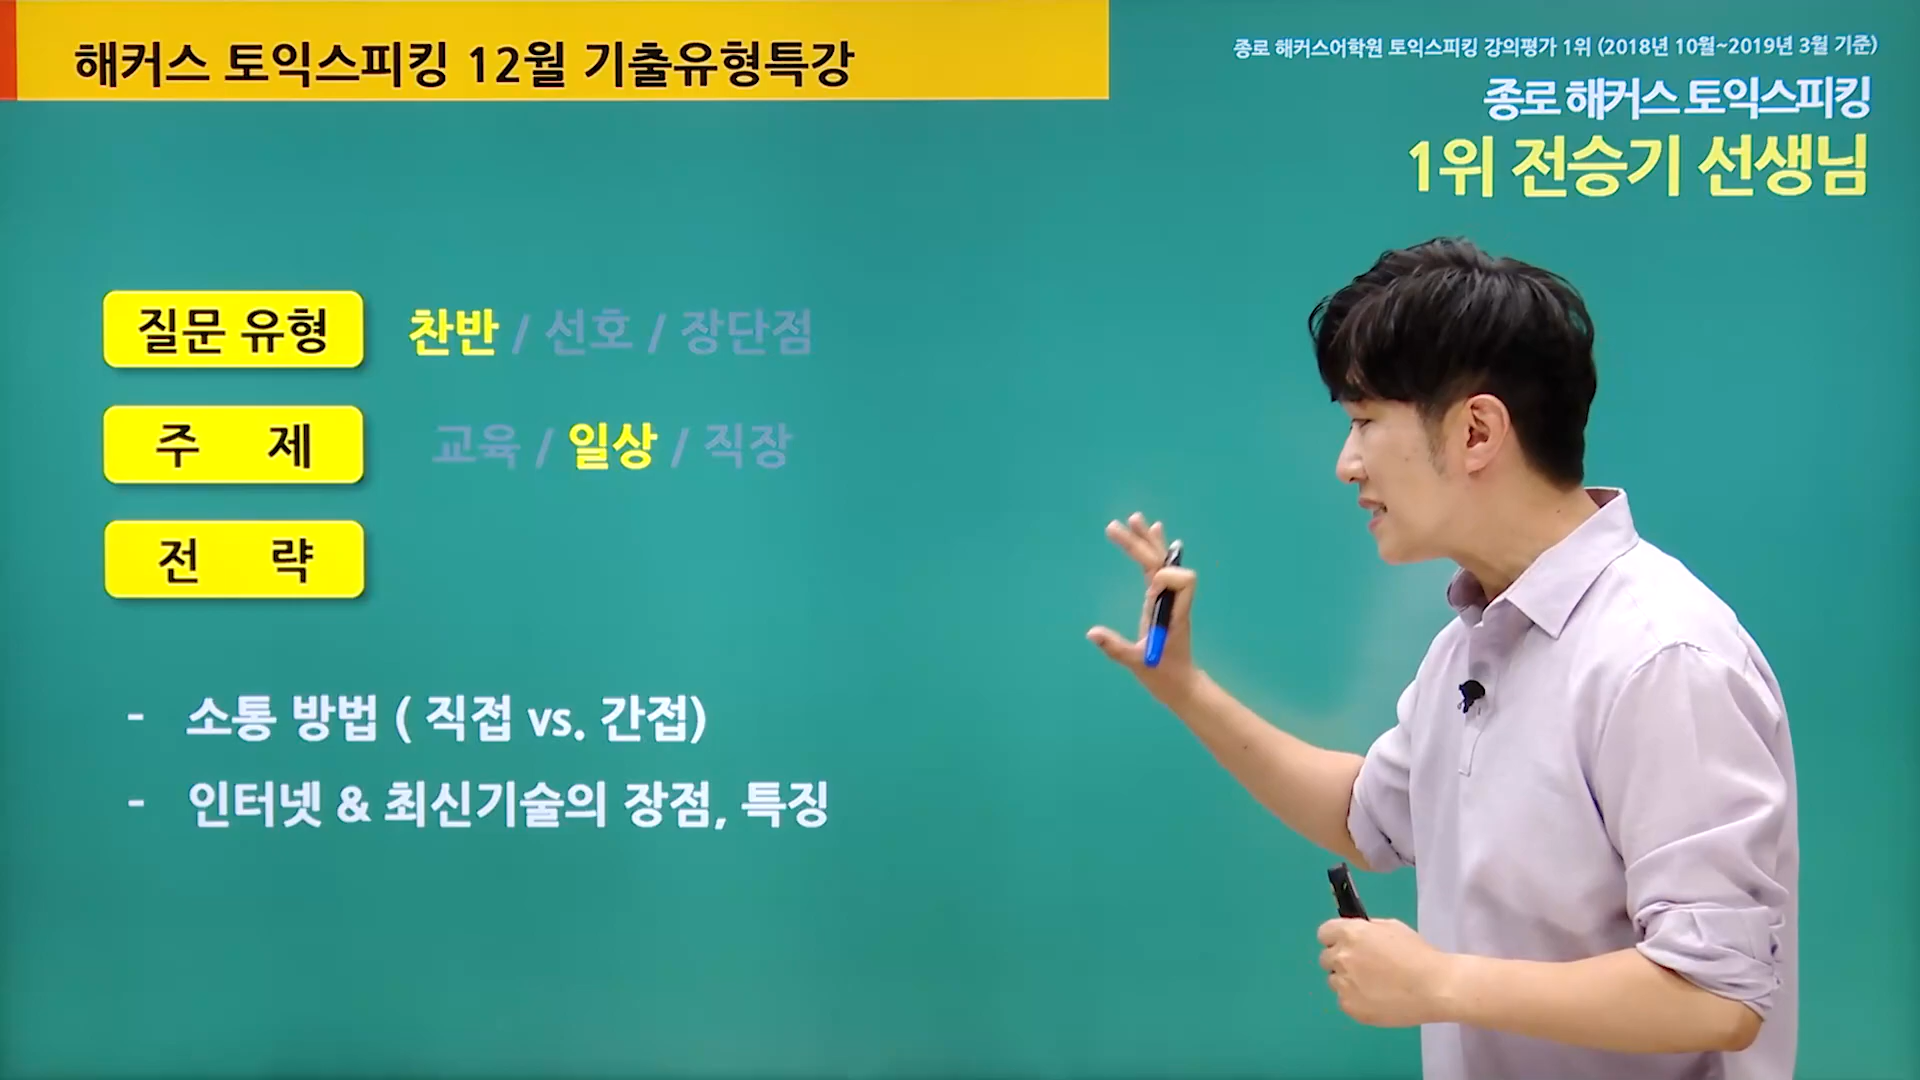 해커스 토익스피킹 12월 기출유형특강
종로 해커스어학원 토익스피킹 강의평가 1위 (2018년 10월~2019년 3월 기준)
종로 해커스 토익스피킹
1위 전승기 선생님
질문 유형 찬반 / 선호 / 장단점
주 제 교육 / 일상 / 직장
전 략
- 소통 방법 ( 직접 vs. 간접)
- 인터넷 & 최신기술의 장점, 특징